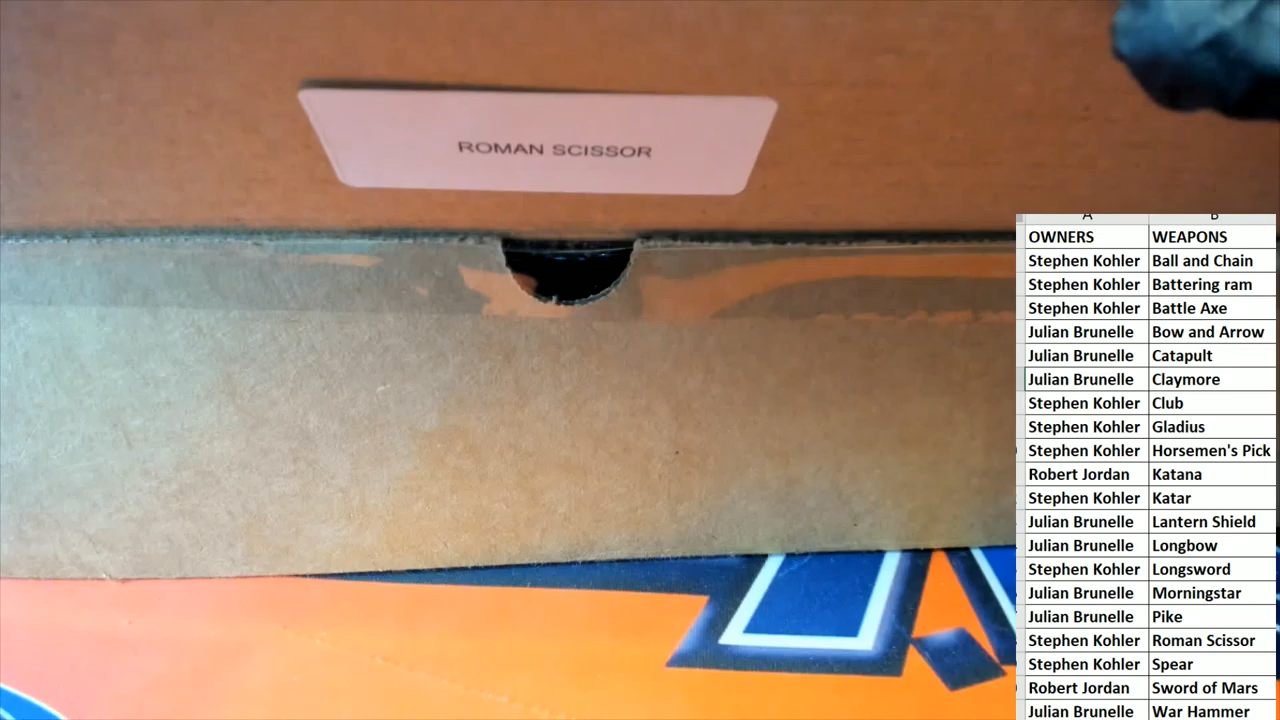 ROMAN SCISSOR
A B
OWNERS WEAPONS
Stephen Kohler Ball and Chain
Stephen Kohler Battering ram
Stephen Kohler Battle Axe
Julian Brunelle Bow and Arrow
Julian Brunelle Catapult
Julian Brunelle Claymore
Stephen Kohler Club
Stephen Kohler Gladius
Stephen Kohler Horsemen's Pick
Robert Jordan Katana
Stephen Kohler Katar
Julian Brunelle Lantern Shield
Julian Brunelle Longbow
Stephen Kohler Longsword
Julian Brunelle Morningstar
Julian Brunelle Pike
Stephen Kohler Roman Scissor
Stephen Kohler Spear
Robert Jordan Sword of Mars
Julian Brunelle War Hammer